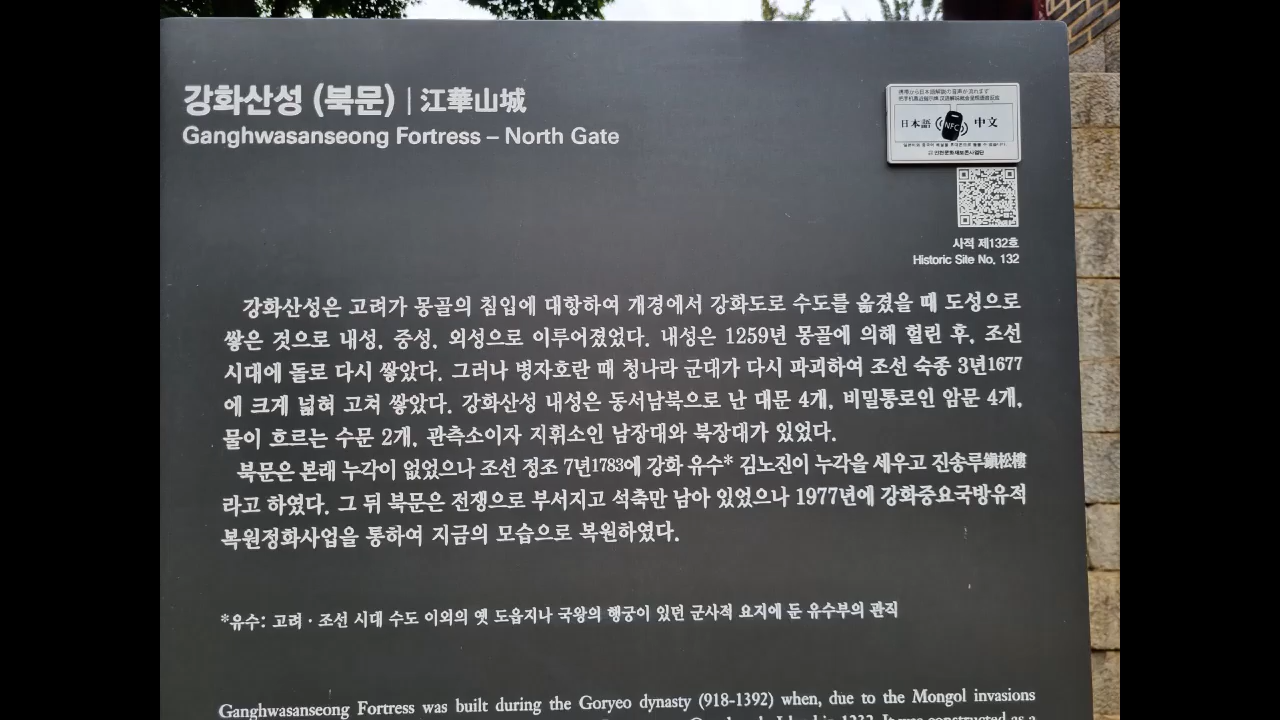 강화산성 (북문) | 江華山城
Ganghwasanseong Fortress – North Gate
日本語 NFC 中文
사적 제132호
Historic Site No. 132
강화산성은 고려가 몽골의 침입에 대항하여 개경에서 강화도로 수도를 옮겼을 때 도성으로
쌓은 것으로 내성, 중성, 외성으로 이루어졌었다. 내성은 1259년 몽골에 의해 헐린 후, 조선
시대에 돌로 다시 쌓았다. 그러나 병자호란 때 청나라 군대가 다시 파괴하여 조선 숙종 3년1677
에 크게 넓혀 고쳐 쌓았다. 강화산성 내성은 동서남북으로 난 대문 4개, 비밀통로인 암문 4개,
물이 흐르는 수문 2개, 관측소이자 지휘소인 남장대와 북장대가 있었다.
북문은 본래 누각이 없었으나 조선 정조 7년1783에 강화 유수* 김노진이 누각을 세우고 진송루鎭松樓
라고 하였다. 그 뒤 북문은 전쟁으로 부서지고 석축만 남아 있었으나 1977년에 강화중요국방유적
복원정화사업을 통하여 지금의 모습으로 복원하였다.
*유수: 고려 · 조선 시대 수도 이외의 옛 도읍지나 국왕의 행궁이 있던 군사적 요지에 둔 유수부의 관직
Ganghwasanseong Fortress was built during the Goryeo dynasty (918-1392) when, due to the Mongol invasions